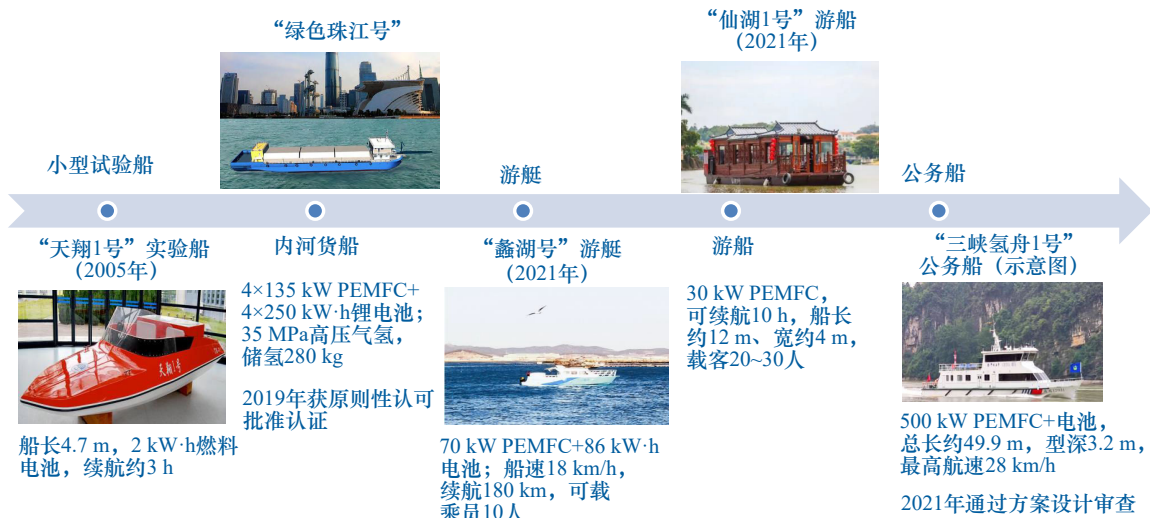 “绿色珠江号”
“仙湖1号”游船
(2021年)
小型试验船
游艇
公务船
“天翔1号”实验船
(2005年)
天翔1号
船长4.7 m，2 kW·h燃料
电池，续航约3 h
内河货船
4×135 kW PEMFC+
4×250 kW·h锂电池；
35 MPa高压气氢，
储氢280 kg
2019年获原则性认可
批准认证
“蠡湖号”游艇
(2021年)
70 kW PEMFC+86 kW·h
电池；船速18 km/h，
续航180 km，可载
乘员10人
游船
30 kW PEMFC，
可续航10 h，船长
约12 m、宽约4 m，
载客20~30人
“三峡氢舟1号”
公务船（示意图）
500 kW PEMFC+电池，
总长约49.9 m，型深3.2 m，
最高航速28 km/h
2021年通过方案设计审查